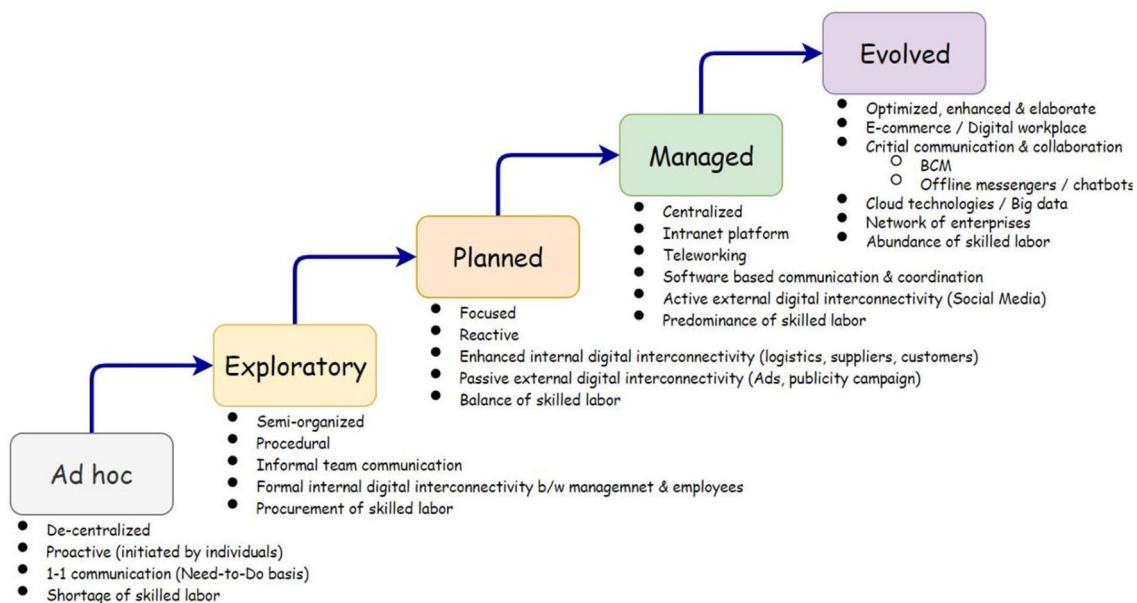 Evolved
Optimized, enhanced & elaborate
E-commerce / Digital workplace
Critial communication & collaboration
BCM
Offline messengers / chatbots
Cloud technologies / Big data
Network of enterprises
Abundance of skilled labor
Managed
Centralized
Intranet platform
Teleworking
Software based communication & coordination
Active external digital interconnectivity (Social Media)
Predominance of skilled labor
Planned
Focused
Reactive
Enhanced internal digital interconnectivity (logistics, suppliers, customers)
Passive external digital interconnectivity (Ads, publicity campaign)
Balance of skilled labor
Exploratory
Semi-organized
Procedural
Informal team communication
Formal internal digital interconnectivity b/w managemnet & employees
Procurement of skilled labor
Ad hoc
De-centralized
Proactive (initiated by individuals)
1-1 communication (Need-to-Do basis)
Shortage of skilled labor